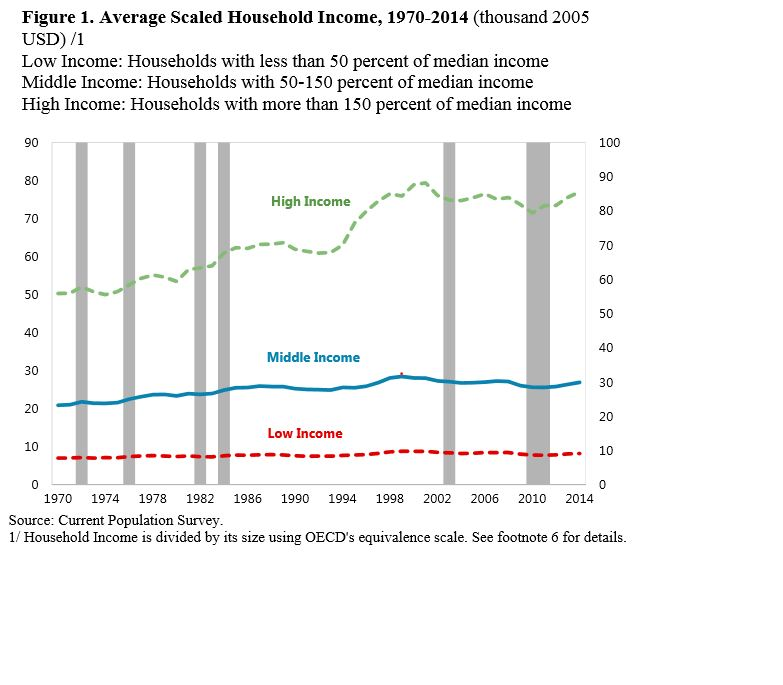 Figure 1. Average Scaled Household Income, 1970-2014 (thousand 2005
USD) /1
Low Income: Households with less than 50 percent of median income
Middle Income: Households with 50-150 percent of median income
High Income: Households with more than 150 percent of median income
90 100
80 90
70 80
60 70
50 60
40 50
30 40
20 30
10 20
0 10
0
High Income
Middle Income
Low Income
1970 1974 1978 1982 1986 1990 1994 1998 2002 2006 2010 2014
Source: Current Population Survey.
1/ Household Income is divided by its size using OECD's equivalence scale. See footnote 6 for details.